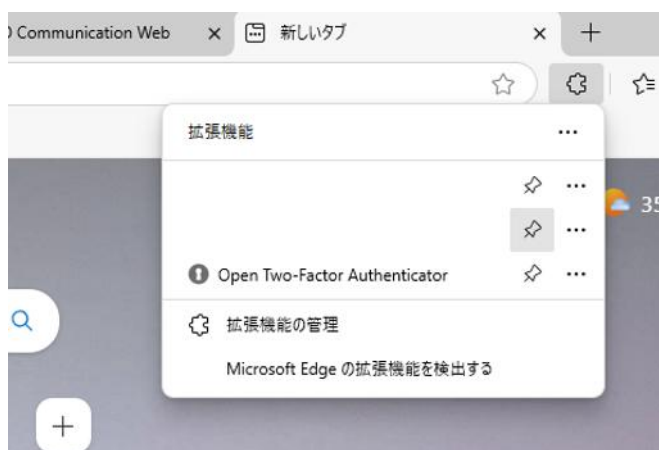 Communication Web
新しいタブ
拡張機能
35
Open Two-Factor Authenticator
拡張機能の管理
Microsoft Edge の拡張機能を検出する